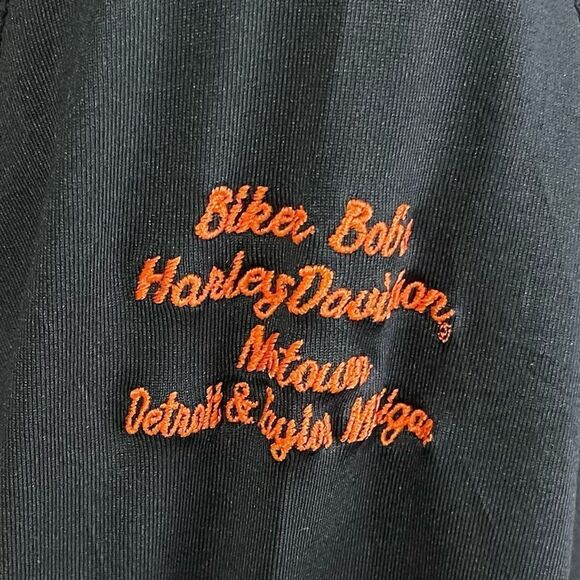 Biker Bob's
Harley Davidson®
Motown
Detroit & Taylor Michigan